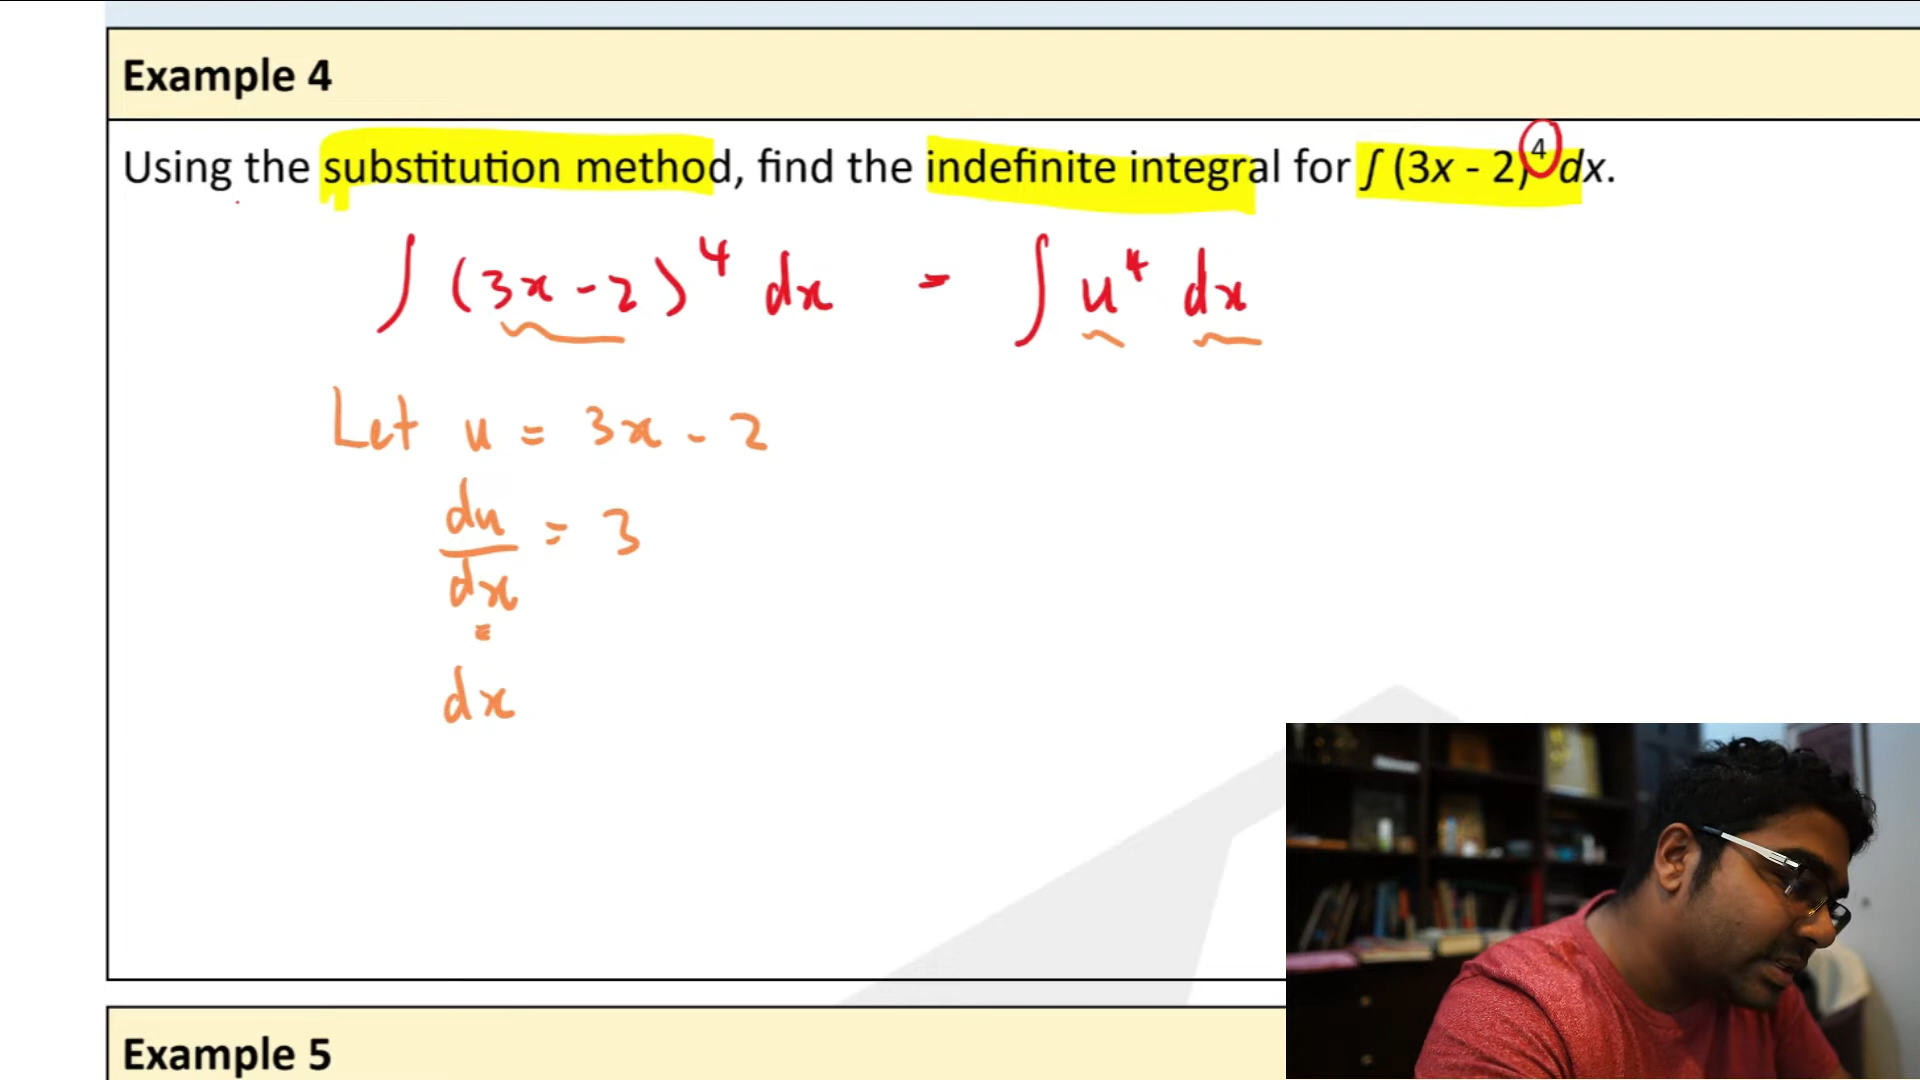 Example 4
Using the substitution method, find the indefinite integral for ∫ (3x - 2)⁴ dx.
∫ (3x - 2)⁴ dx = ∫ u⁴ dx
Let u = 3x - 2
du/dx = 3
=
dx
Example 5